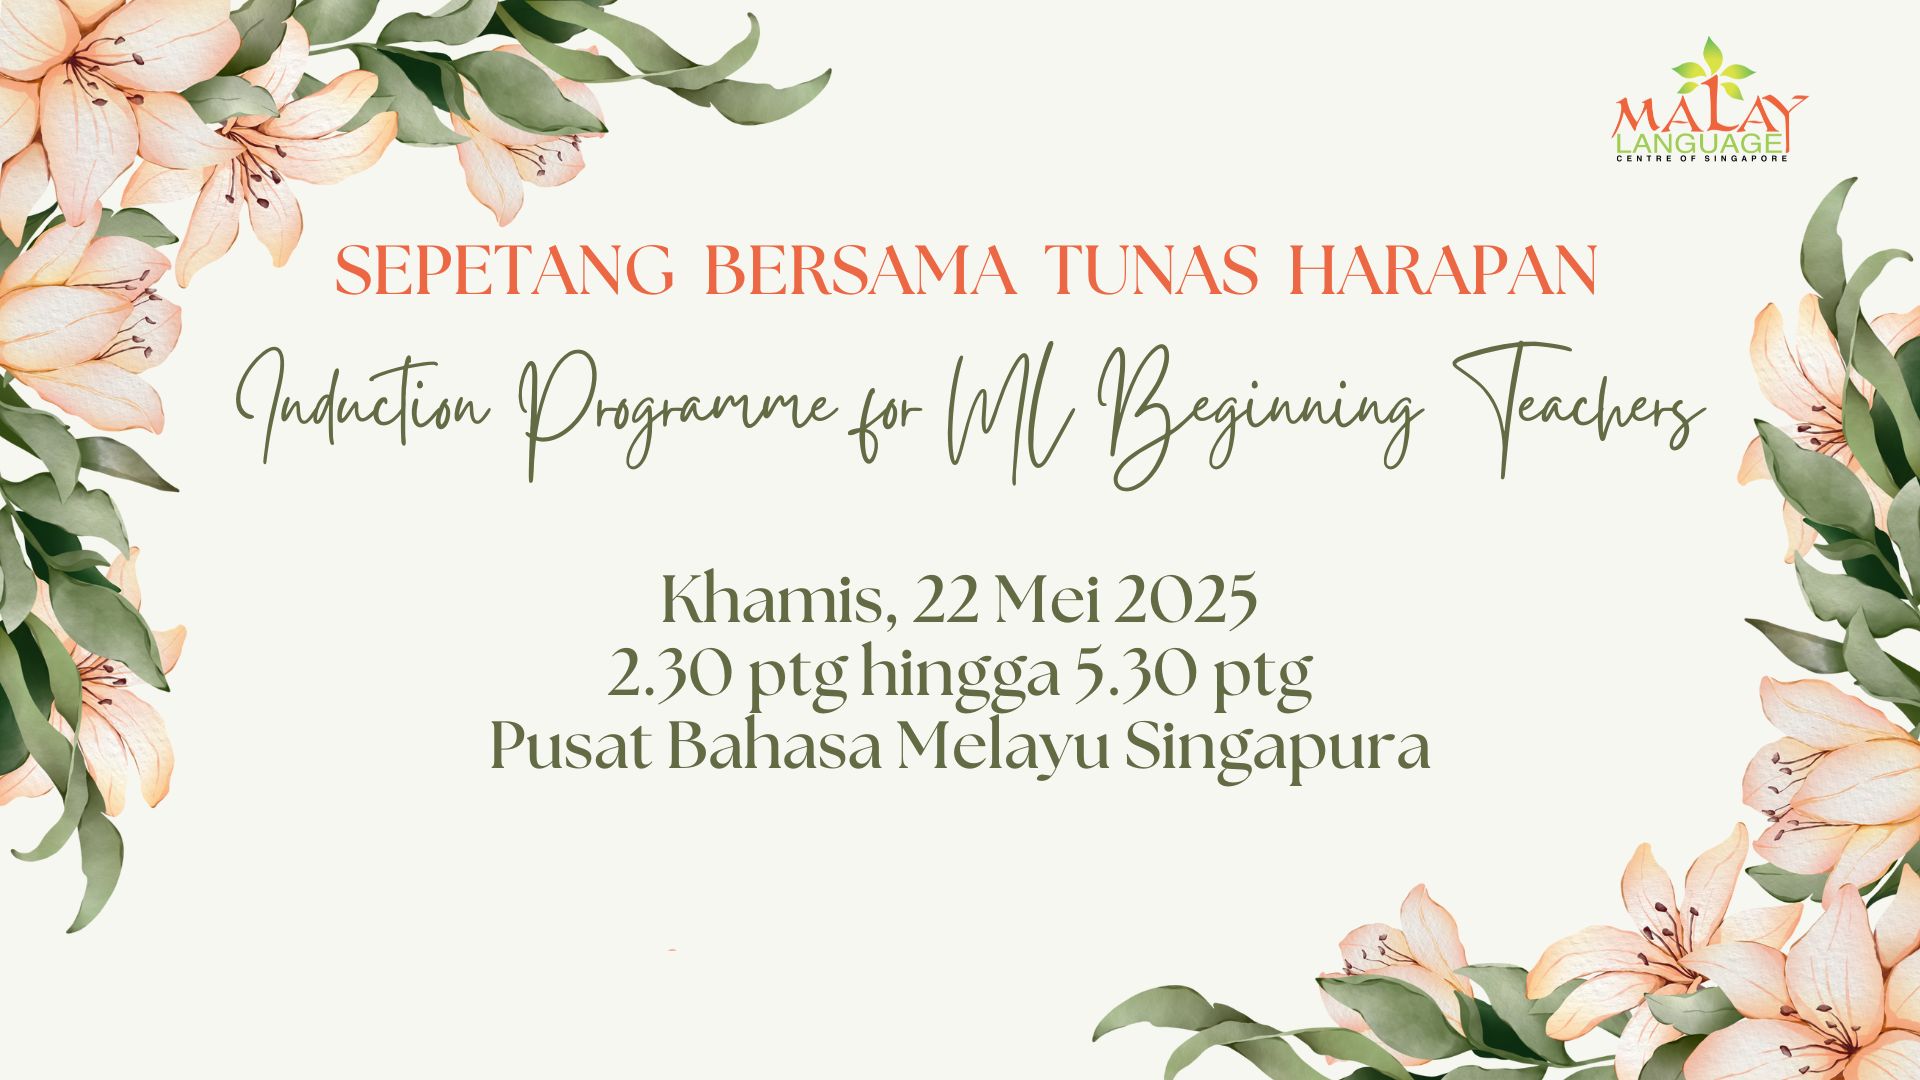 MALAY
LANGUAGE
CENTRE OF SINGAPORE
SEPETANG BERSAMA TUNAS HARAPAN
Induction Programme for ML Beginning Teachers
Khamis, 22 Mei 2025
2.30 ptg hingga 5.30 ptg
Pusat Bahasa Melayu Singapura